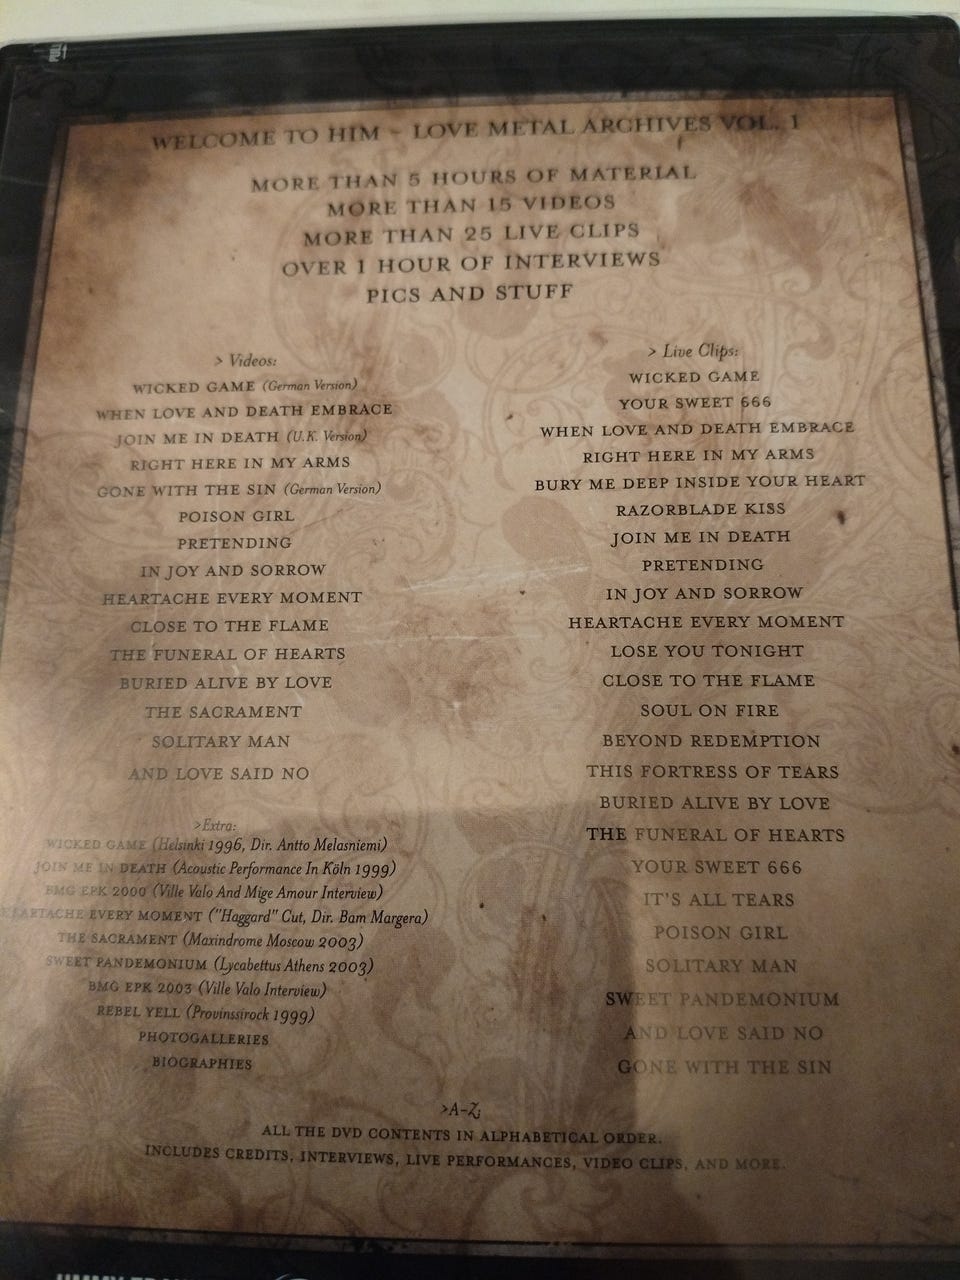 PULL
WELCOME TO HIM – LOVE METAL ARCHIVES VOL. 1
MORE THAN 5 HOURS OF MATERIAL
MORE THAN 15 VIDEOS
MORE THAN 25 LIVE CLIPS
OVER 1 HOUR OF INTERVIEWS
PICS AND STUFF
> Videos:
WICKED GAME (German Version)
WHEN LOVE AND DEATH EMBRACE
JOIN ME IN DEATH (U.K. Version)
RIGHT HERE IN MY ARMS
GONE WITH THE SIN (German Version)
POISON GIRL
PRETENDING
IN JOY AND SORROW
HEARTACHE EVERY MOMENT
CLOSE TO THE FLAME
THE FUNERAL OF HEARTS
BURIED ALIVE BY LOVE
THE SACRAMENT
SOLITARY MAN
AND LOVE SAID NO
>Extra:
WICKED GAME (Helsinki 1996, Dir. Antto Melasniemi)
JOIN ME IN DEATH (Acoustic Performance In Köln 1999)
BMG EPK 2000 (Ville Valo And Mige Amour Interview)
HEARTACHE EVERY MOMENT ("Haggard" Cut, Dir. Bam Margera)
THE SACRAMENT (Maxindrome Moscow 2003)
SWEET PANDEMONIUM (Lycabettus Athens 2003)
BMG EPK 2003 (Ville Valo Interview)
REBEL YELL (Provinssirock 1999)
PHOTOGALLERIES
BIOGRAPHIES
> Live Clips:
WICKED GAME
YOUR SWEET 666
WHEN LOVE AND DEATH EMBRACE
RIGHT HERE IN MY ARMS
BURY ME DEEP INSIDE YOUR HEART
RAZORBLADE KISS
JOIN ME IN DEATH
PRETENDING
IN JOY AND SORROW
HEARTACHE EVERY MOMENT
LOSE YOU TONIGHT
CLOSE TO THE FLAME
SOUL ON FIRE
BEYOND REDEMPTION
THIS FORTRESS OF TEARS
BURIED ALIVE BY LOVE
THE FUNERAL OF HEARTS
YOUR SWEET 666
IT'S ALL TEARS
POISON GIRL
SOLITARY MAN
SWEET PANDEMONIUM
AND LOVE SAID NO
GONE WITH THE SIN
>A–Z:
ALL THE DVD CONTENTS IN ALPHABETICAL ORDER.
INCLUDES CREDITS, INTERVIEWS, LIVE PERFORMANCES, VIDEO CLIPS, AND MORE.